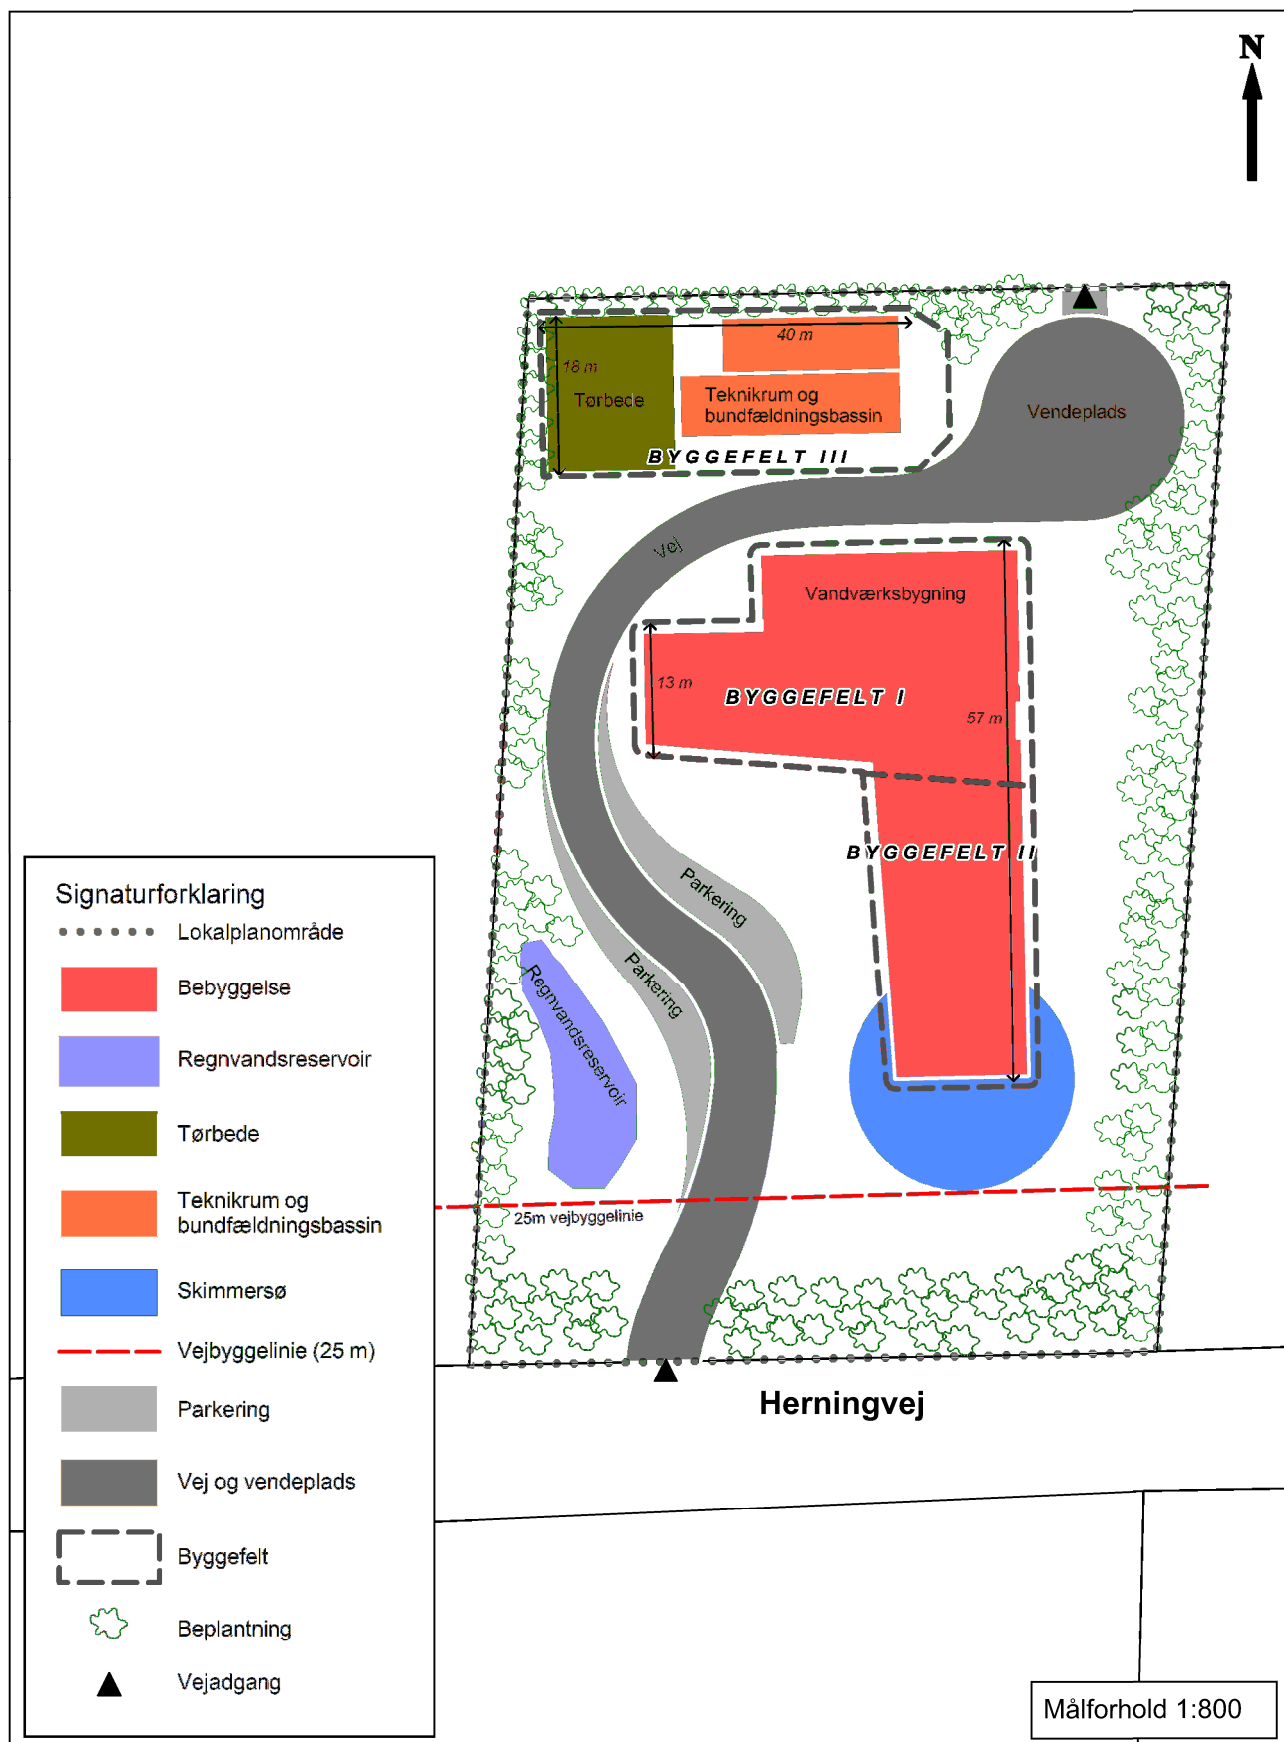 N
40 m
18 m
Tørbede
Teknikrum og
bundfældningsbassin
Vendeplads
BYGGEFELT III
Vej
Vandværksbygning
13 m
BYGGEFELT I
57 m
BYGGEFELT II
Parkering
Parkering
Regnvandsreservoir
25m vejbyggelinie
Herningvej
Signaturforklaring
Lokalplanområde
Bebyggelse
Regnvandsreservoir
Tørbede
Teknikrum og
bundfældningsbassin
Skimmersø
Vejbyggelinie (25 m)
Parkering
Vej og vendeplads
Byggefelt
Beplantning
Vejadgang
Målforhold 1:800